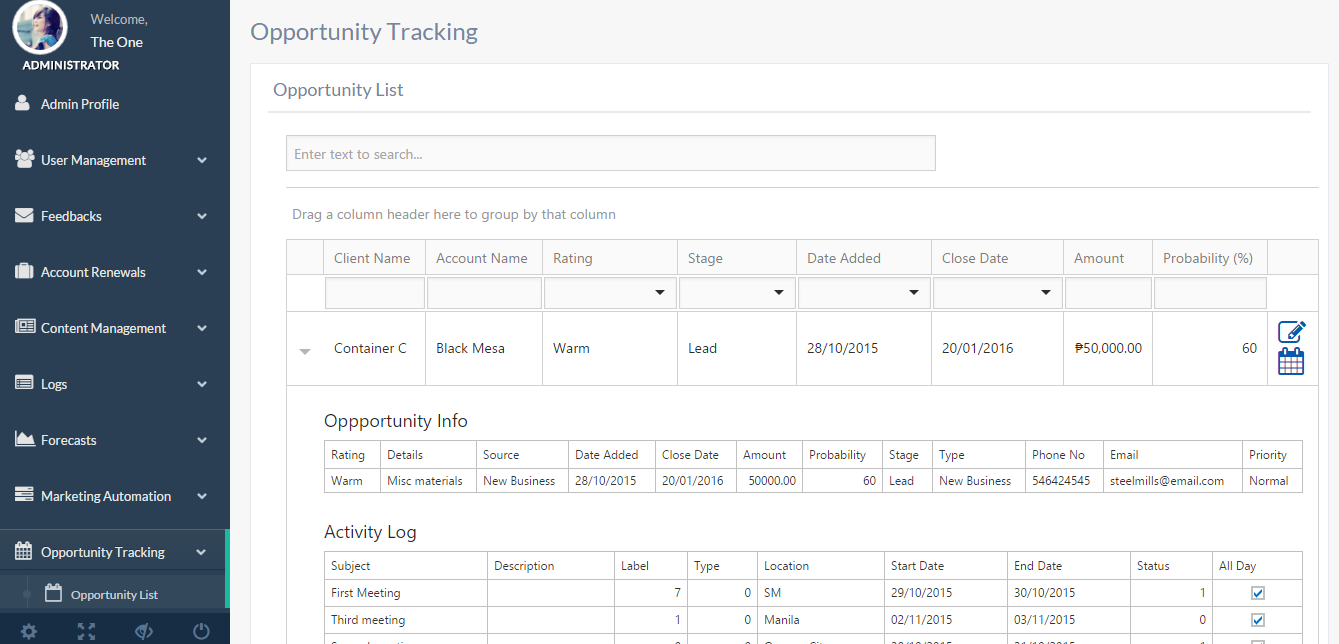 Welcome,
The One
ADMINISTRATOR
Admin Profile
User Management
Feedbacks
Account Renewals
Content Management
Logs
Forecasts
Marketing Automation
Opportunity Tracking
Opportunity List
Opportunity Tracking
Opportunity List
Enter text to search...
Drag a column header here to group by that column
Client Name Account Name Rating Stage Date Added Close Date Amount Probability (%)
Container C Black Mesa Warm Lead 28/10/2015 20/01/2016 ₱50,000.00 60
Oppportunity Info
Rating Details Source Date Added Close Date Amount Probability Stage Type Phone No Email Priority
Warm Misc materials New Business 28/10/2015 20/01/2016 50000.00 60 Lead New Business 546424545 steelmills@email.com Normal
Activity Log
Subject Description Label Type Location Start Date End Date Status All Day
First Meeting 7 0 SM 29/10/2015 30/10/2015 1
Third meeting 1 0 Manila 02/11/2015 03/11/2015 0